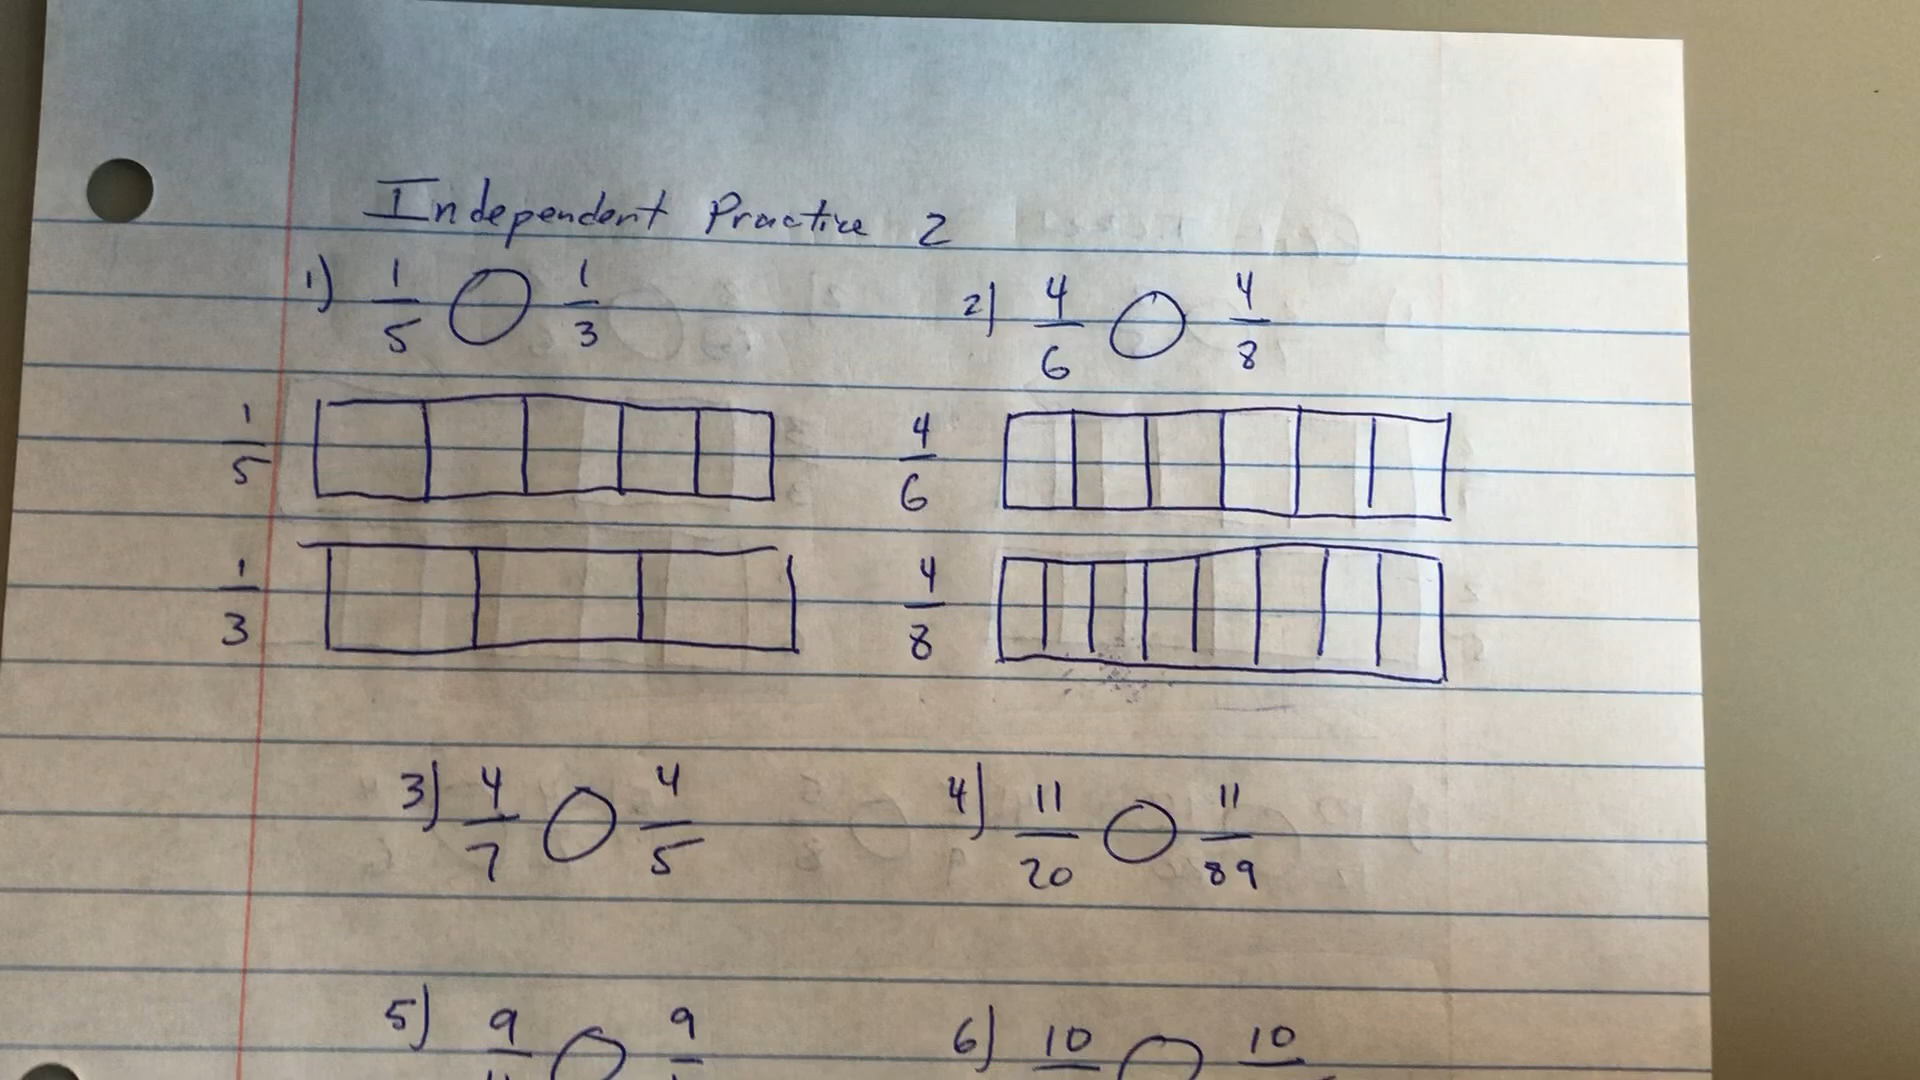 Independent Practice 2
1) 1/5 ◯ 1/3 2) 4/6 ◯ 4/8
1/5 4/6
1/3 4/8
3) 4/7 ◯ 4/5 4) 11/20 ◯ 11/89
5) 9 ◯ 9 6) 10 ◯ 10